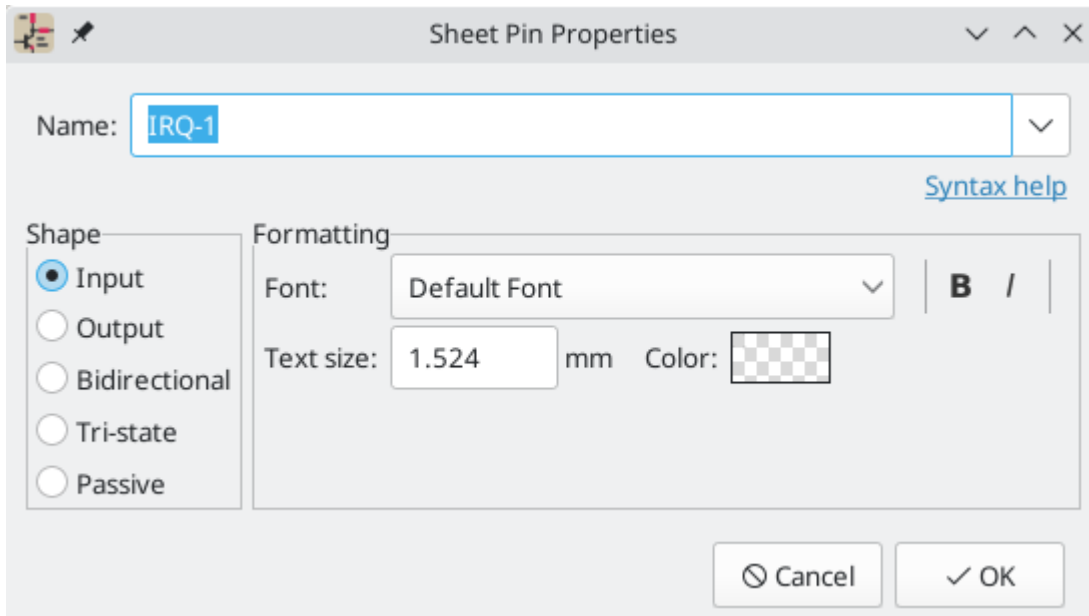 Sheet Pin Properties
Name: IRQ-1
Syntax help
Shape
Input
Output
Bidirectional
Tri-state
Passive
Formatting
Font: Default Font B I
Text size: 1.524 mm Color:
Cancel OK